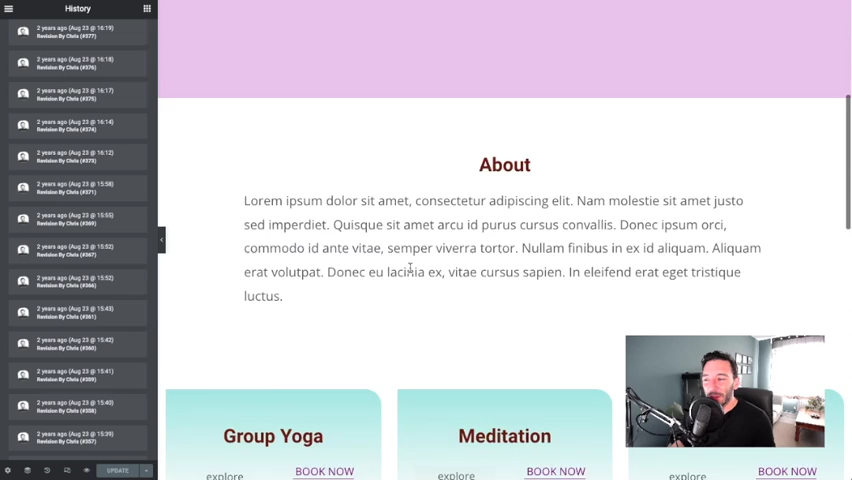 History
2 years ago (Aug 23 @ 16:19)
Revision By Chris (#377)
2 years ago (Aug 23 @ 16:18)
Revision By Chris (#376)
2 years ago (Aug 23 @ 16:17)
Revision By Chris (#375)
2 years ago (Aug 23 @ 16:14)
Revision By Chris (#374)
2 years ago (Aug 23 @ 16:12)
Revision By Chris (#373)
2 years ago (Aug 23 @ 15:58)
Revision By Chris (#371)
2 years ago (Aug 23 @ 15:55)
Revision By Chris (#369)
2 years ago (Aug 23 @ 15:52)
Revision By Chris (#367)
2 years ago (Aug 23 @ 15:52)
Revision By Chris (#366)
2 years ago (Aug 23 @ 15:43)
Revision By Chris (#361)
2 years ago (Aug 23 @ 15:42)
Revision By Chris (#360)
2 years ago (Aug 23 @ 15:41)
Revision By Chris (#359)
2 years ago (Aug 23 @ 15:40)
Revision By Chris (#358)
2 years ago (Aug 23 @ 15:39)
Revision By Chris (#357)
UPDATE
About
Lorem ipsum dolor sit amet, consectetur adipiscing elit. Nam molestie sit amet justo
sed imperdiet. Quisque sit amet arcu id purus cursus convallis. Donec ipsum orci,
commodo id ante vitae, semper viverra tortor. Nullam finibus in ex id aliquam. Aliquam
erat volutpat. Donec eu lacinia ex, vitae cursus sapien. In eleifend erat eget tristique
luctus.
Group Yoga
explore
BOOK NOW
Meditation
explore
BOOK NOW
explore
BOOK NOW